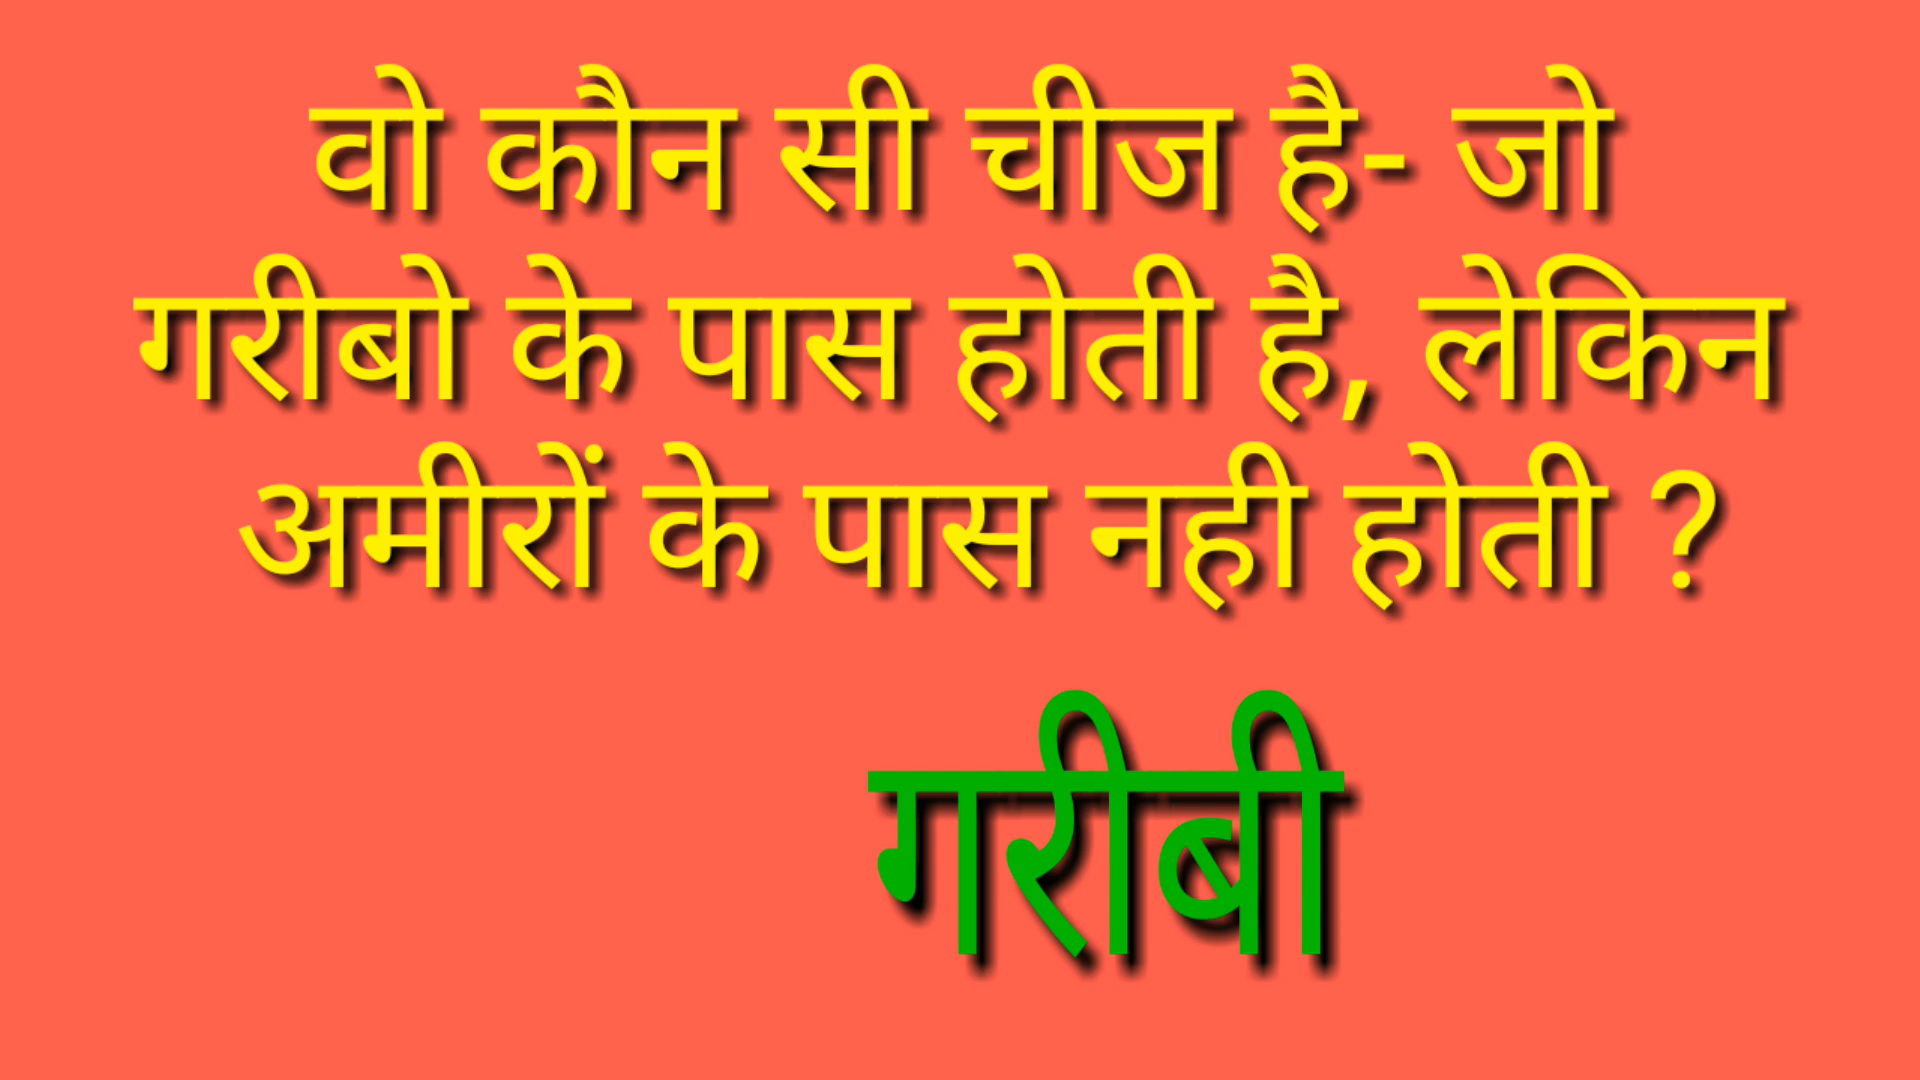 वो कौन सी चीज है- जो
गरीबो के पास होती है, लेकिन
अमीरों के पास नही होती ?
गरीबी